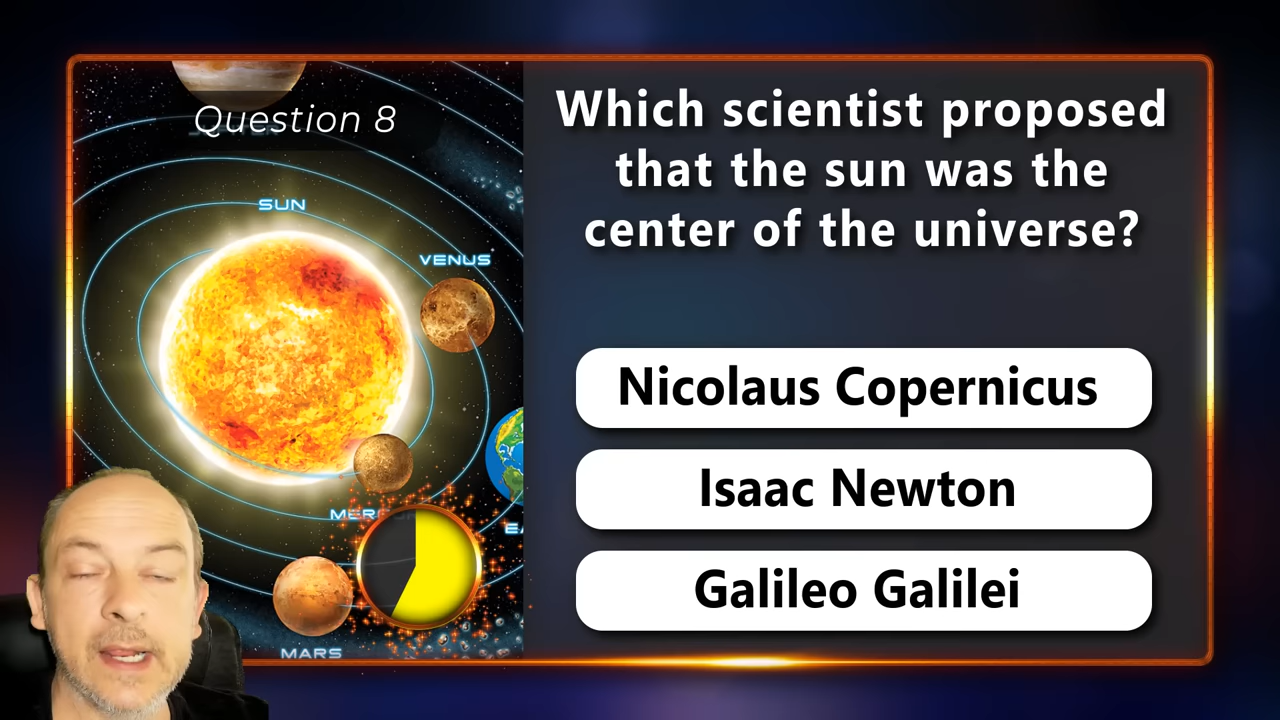 Question 8
Which scientist proposed
that the sun was the
center of the universe?
SUN
VENUS
Nicolaus Copernicus
Isaac Newton
Galileo Galilei
MARS